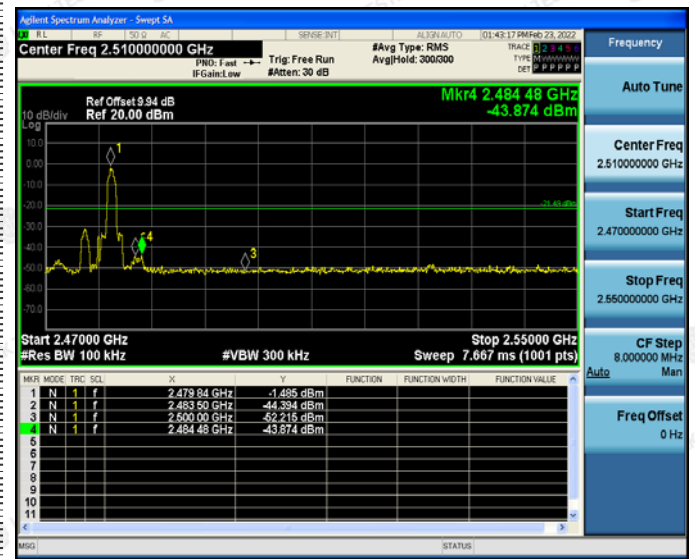 Agilent Spectrum Analyzer - Swept SA
RL RF 50 Ω AC SENSE:INT ALIGN AUTO 01:43:17 PM Feb 23, 2022
Center Freq 2.510000000 GHz
PNO: Fast
IFGain:Low
Trig: Free Run
#Atten: 30 dB
#Avg Type: RMS
Avg|Hold: 300/300
TRACE 1 2 3 4 5 6
TYPE M
DET P P P P P P
Ref Offset 9.94 dB
Ref 20.00 dBm
10 dB/div
Log
Mkr4 2.484 48 GHz
-43.874 dBm
10.0
0.00
-10.0
-20.0
-30.0
-40.0
-50.0
-60.0
-70.0
1
4
3
-21.49 dBm
Start 2.47000 GHz Stop 2.55000 GHz
#Res BW 100 kHz #VBW 300 kHz Sweep 7.667 ms (1001 pts)
MKR MODE TRC SCL X Y FUNCTION FUNCTION WIDTH FUNCTION VALUE
1 N 1 f 2.479 84 GHz -1.485 dBm
2 N 1 f 2.483 50 GHz -44.394 dBm
3 N 1 f 2.500 00 GHz -52.215 dBm
4 N 1 f 2.484 48 GHz -43.874 dBm
5
6
7
8
9
10
11
MSG STATUS
Frequency
Auto Tune
Center Freq
2.510000000 GHz
Start Freq
2.470000000 GHz
Stop Freq
2.550000000 GHz
CF Step
8.000000 MHz
Auto Man
Freq Offset
0 Hz